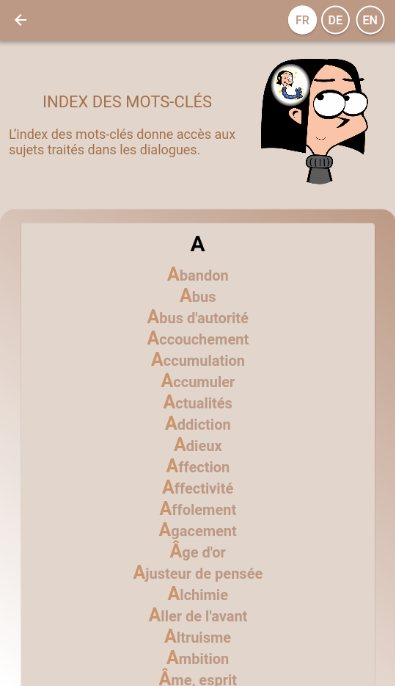 FR DE EN
INDEX DES MOTS-CLÉS
L'index des mots-clés donne accès aux
sujets traités dans les dialogues.
A
Abandon
Abus
Abus d'autorité
Accouchement
Accumulation
Accumuler
Actualités
Addiction
Adieux
Affection
Affectivité
Affolement
Agacement
Âge d'or
Ajusteur de pensée
Alchimie
Aller de l'avant
Altruisme
Ambition
Âme, esprit